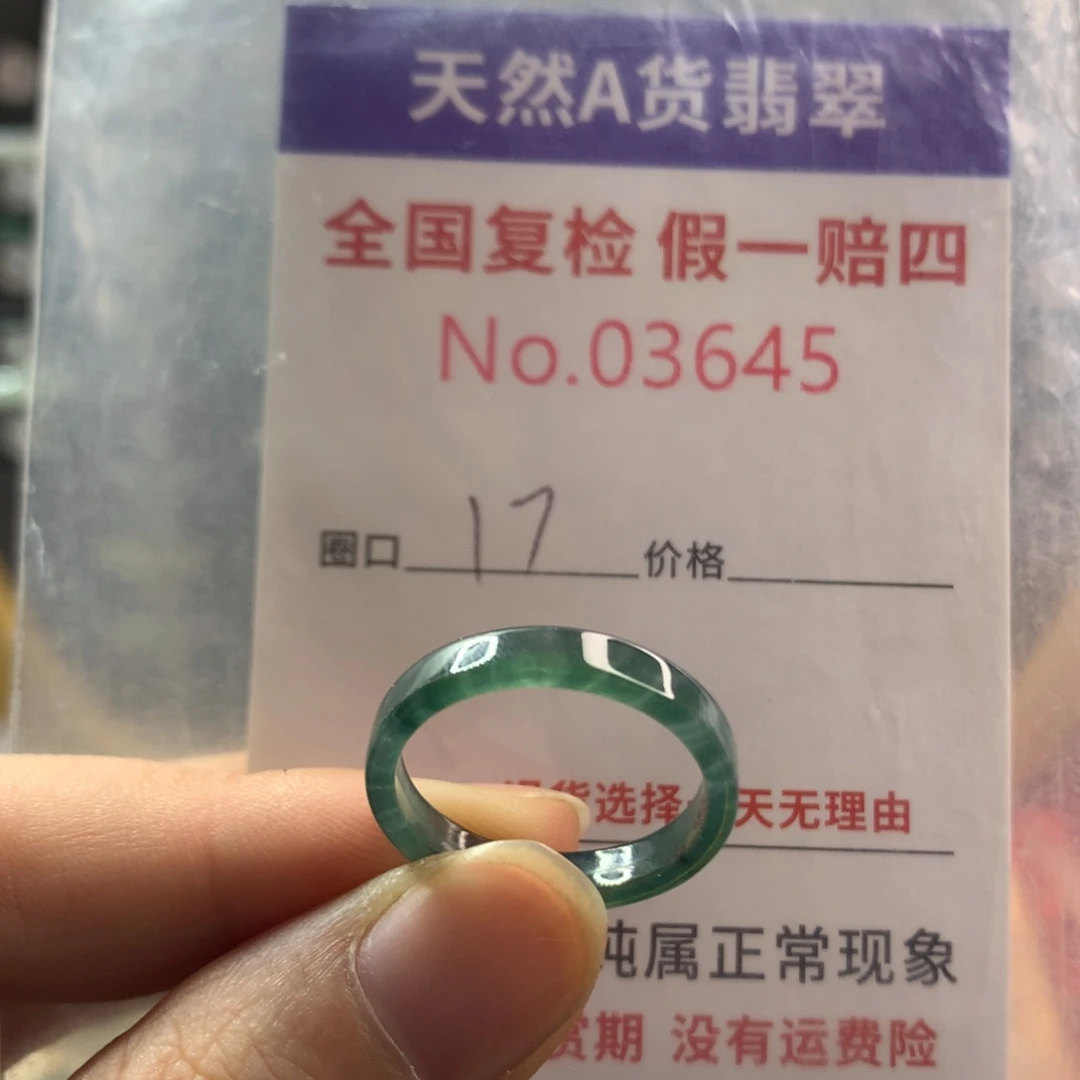 天然A货翡翠
全国复检 假一赔四
No.03645
圈口 17 价格
货选择 天无理由
纯属正常现象
货期 没有运费险